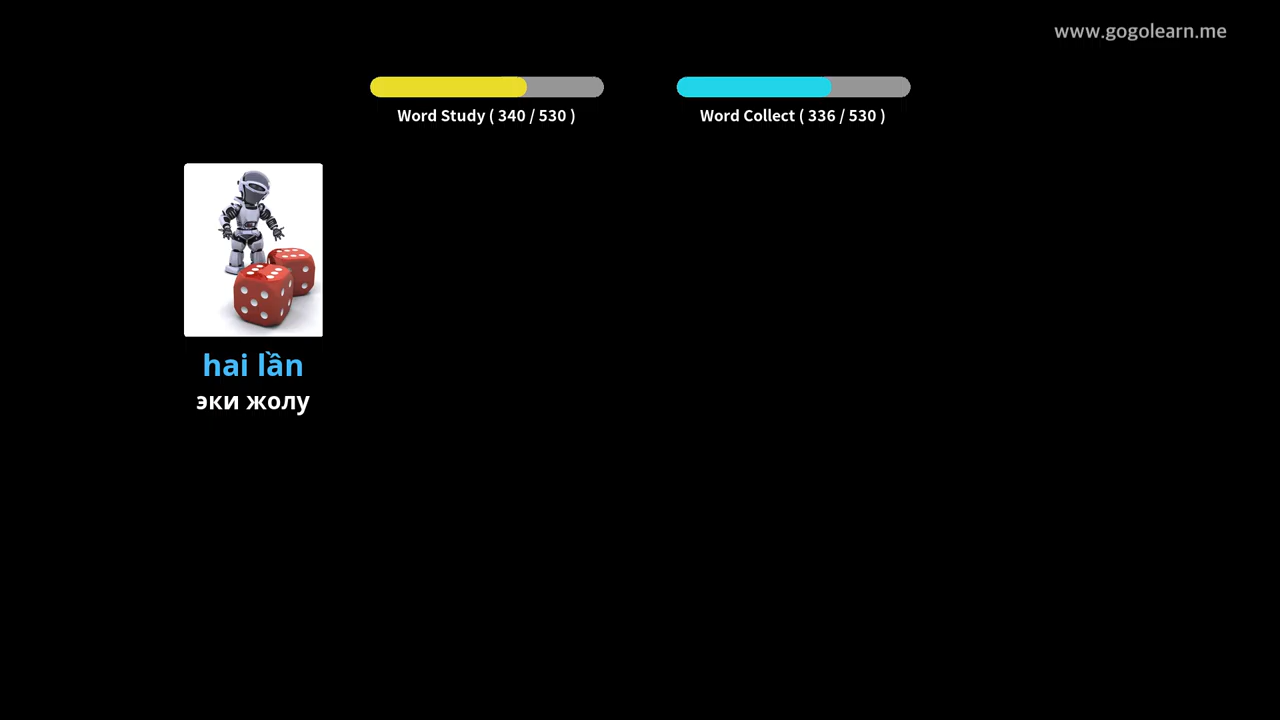 www.gogolearn.me
Word Study ( 340 / 530 )
Word Collect ( 336 / 530 )
hai lần
эки жолу